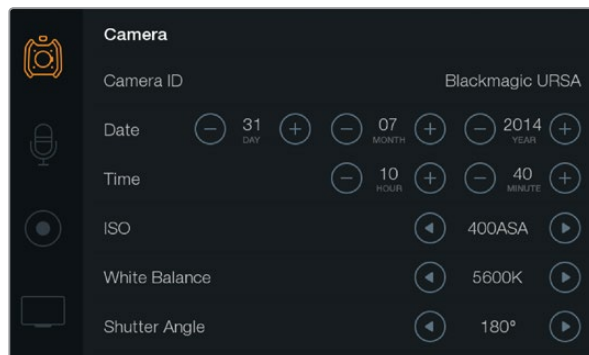 Camera
Camera ID Blackmagic URSA
Date 31 DAY 07 MONTH 2014 YEAR
Time 10 HOUR 40 MINUTE
ISO 400ASA
White Balance 5600K
Shutter Angle 180°